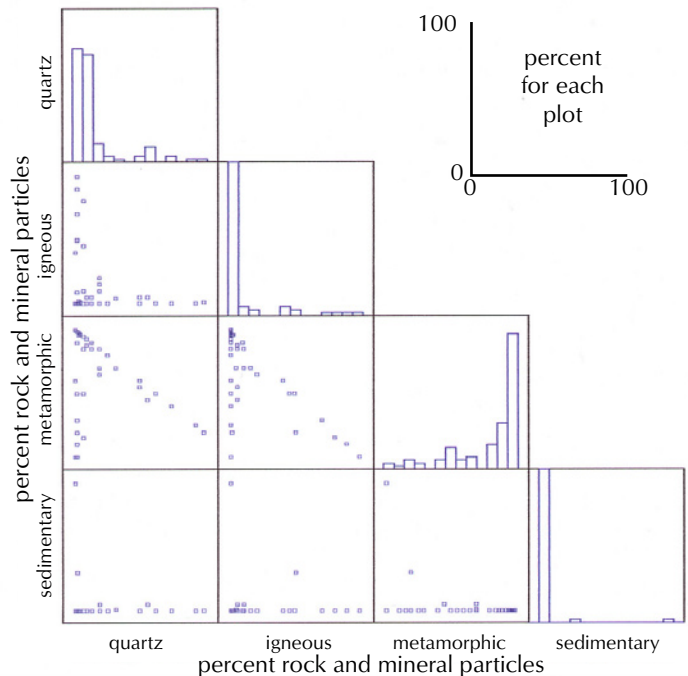 100
percent
for each
plot
0
0
100
percent rock and mineral particles
quartz
igneous
metamorphic
sedimentary
quartz
igneous
metamorphic
sedimentary
percent rock and mineral particles